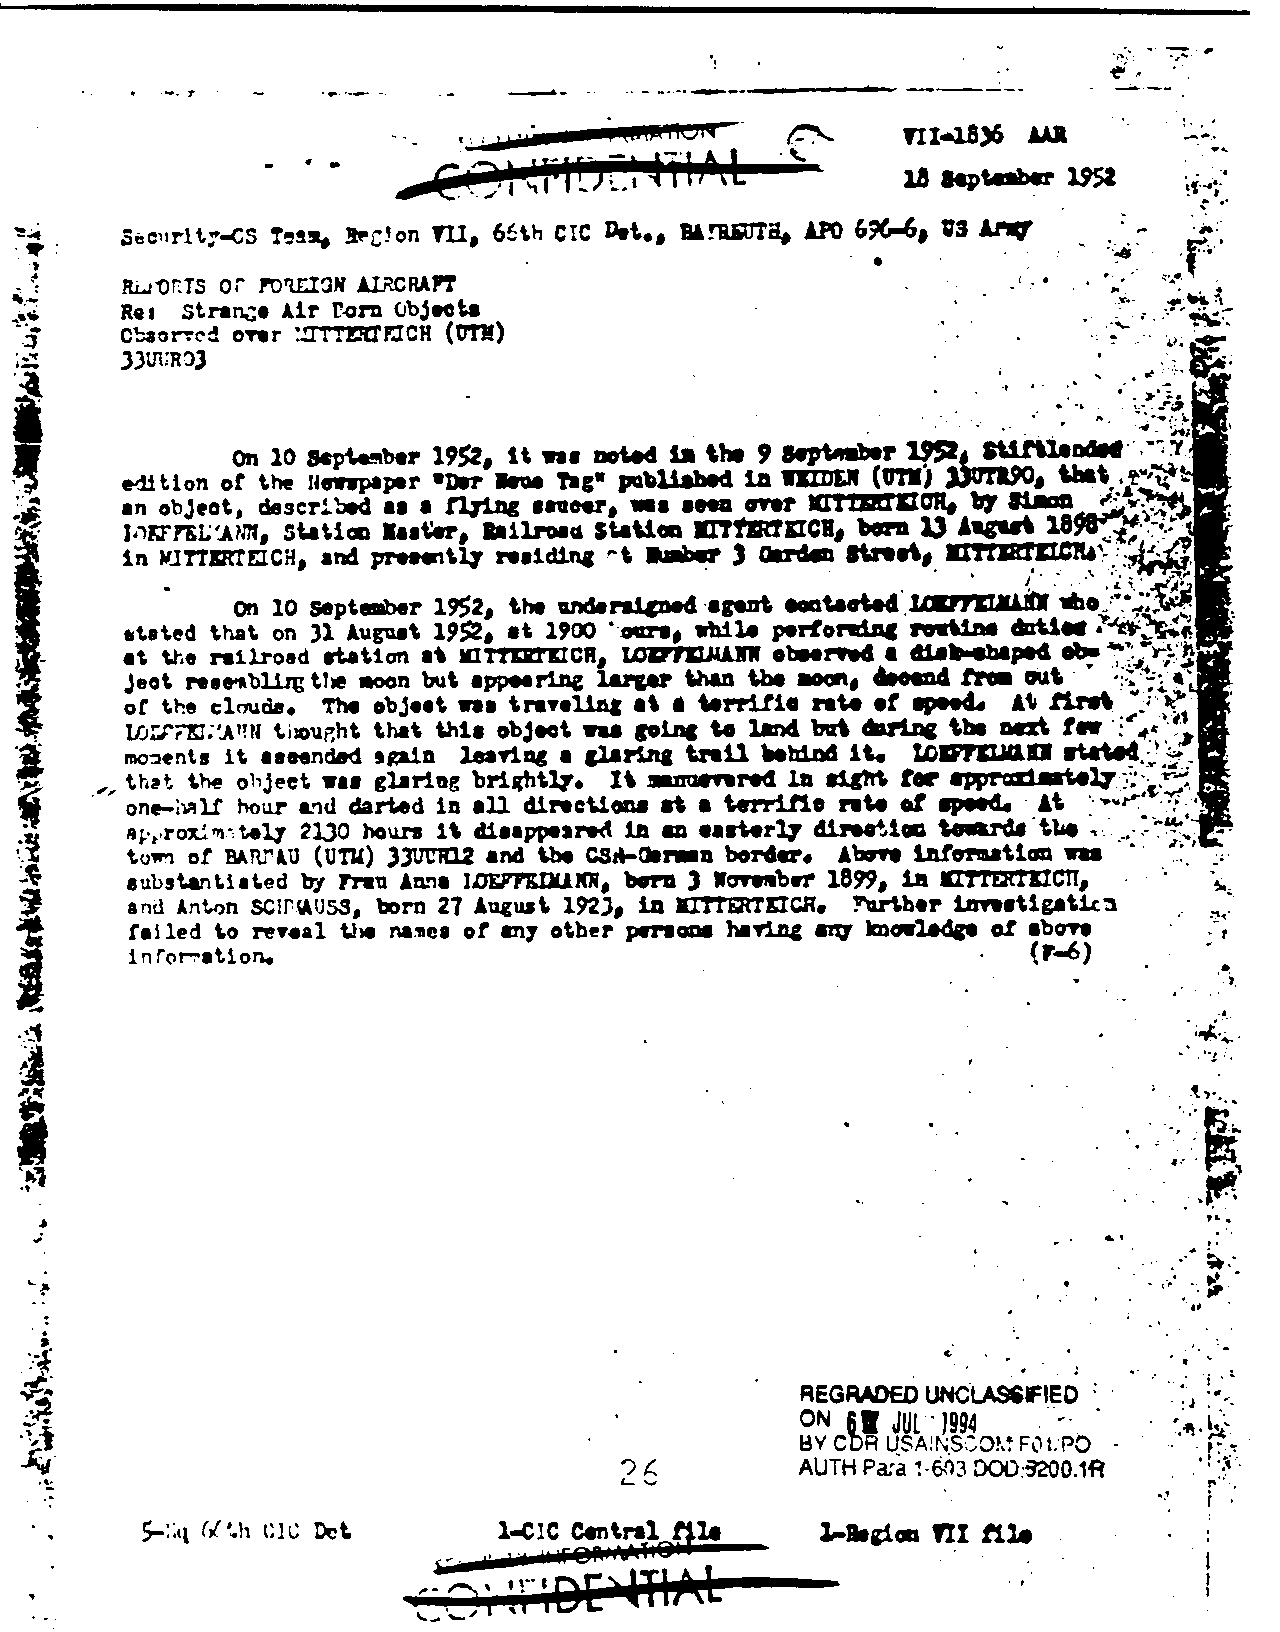 VII-1836 AAR
CONFIDENTIAL
18 September 1952
Security-CS Team, Region VII, 66th CIC Det., BAYREUTH, APO 696-6, US Army
REPORTS OF FOREIGN AIRCRAFT
Re: Strange Air Born Objects
Observed over MITTERTEICH (UTM)
33UUR03
On 10 September 1952, it was noted in the 9 September 1952, Stiftlended
edition of the Newspaper "Der Neue Tag" published in WEIDEN (UTM) 33UTR90, that
an object, described as a flying saucer, was seen over MITTERTEICH, by Simon
LOEFFELMANN, Station Master, Railroad Station MITTERTEICH, born 13 August 1898
in MITTERTEICH, and presently residing at Number 3 Garden Street, MITTERTEICH.
On 10 September 1952, the undersigned agent contacted LOEFFELMANN who
stated that on 31 August 1952, at 1900 hours, while performing routine duties
at the railroad station at MITTERTEICH, LOEFFELMANN observed a dish-shaped ob-
ject resembling the moon but appearing larger than the moon, decend from out
of the clouds. The object was traveling at a terrific rate of speed. At first
LOEFFELMANN thought that this object was going to land but during the next few
moments it ascended again leaving a glaring trail behind it. LOEFFELMANN stated
that the object was glaring brightly. It manuevered in sight for approximately
one-half hour and darted in all directions at a terrific rate of speed. At
approximately 2130 hours it disappeared in an easterly direction towards the
town of (UTM) and the CSR-German border. Above information was
substantiated by Frau Anna LOEFFELMANN, born 3 November 1899, in MITTERTEICH,
and Anton born 27 August 1923, in MITTERTEICH. Further investigation
failed to reveal the names of any other persons having any knowledge of above
information. (F-6)
REGRADED UNCLASSIFIED
ON JUL 1994
BY CDR USAINSCOM FOI/PO
AUTH Para 1-603 DOD 5200.1R
26
5-Hq 66th CIC Det 1-CIC Central file 1-Region VII file
INFORMATION
CONFIDENTIAL